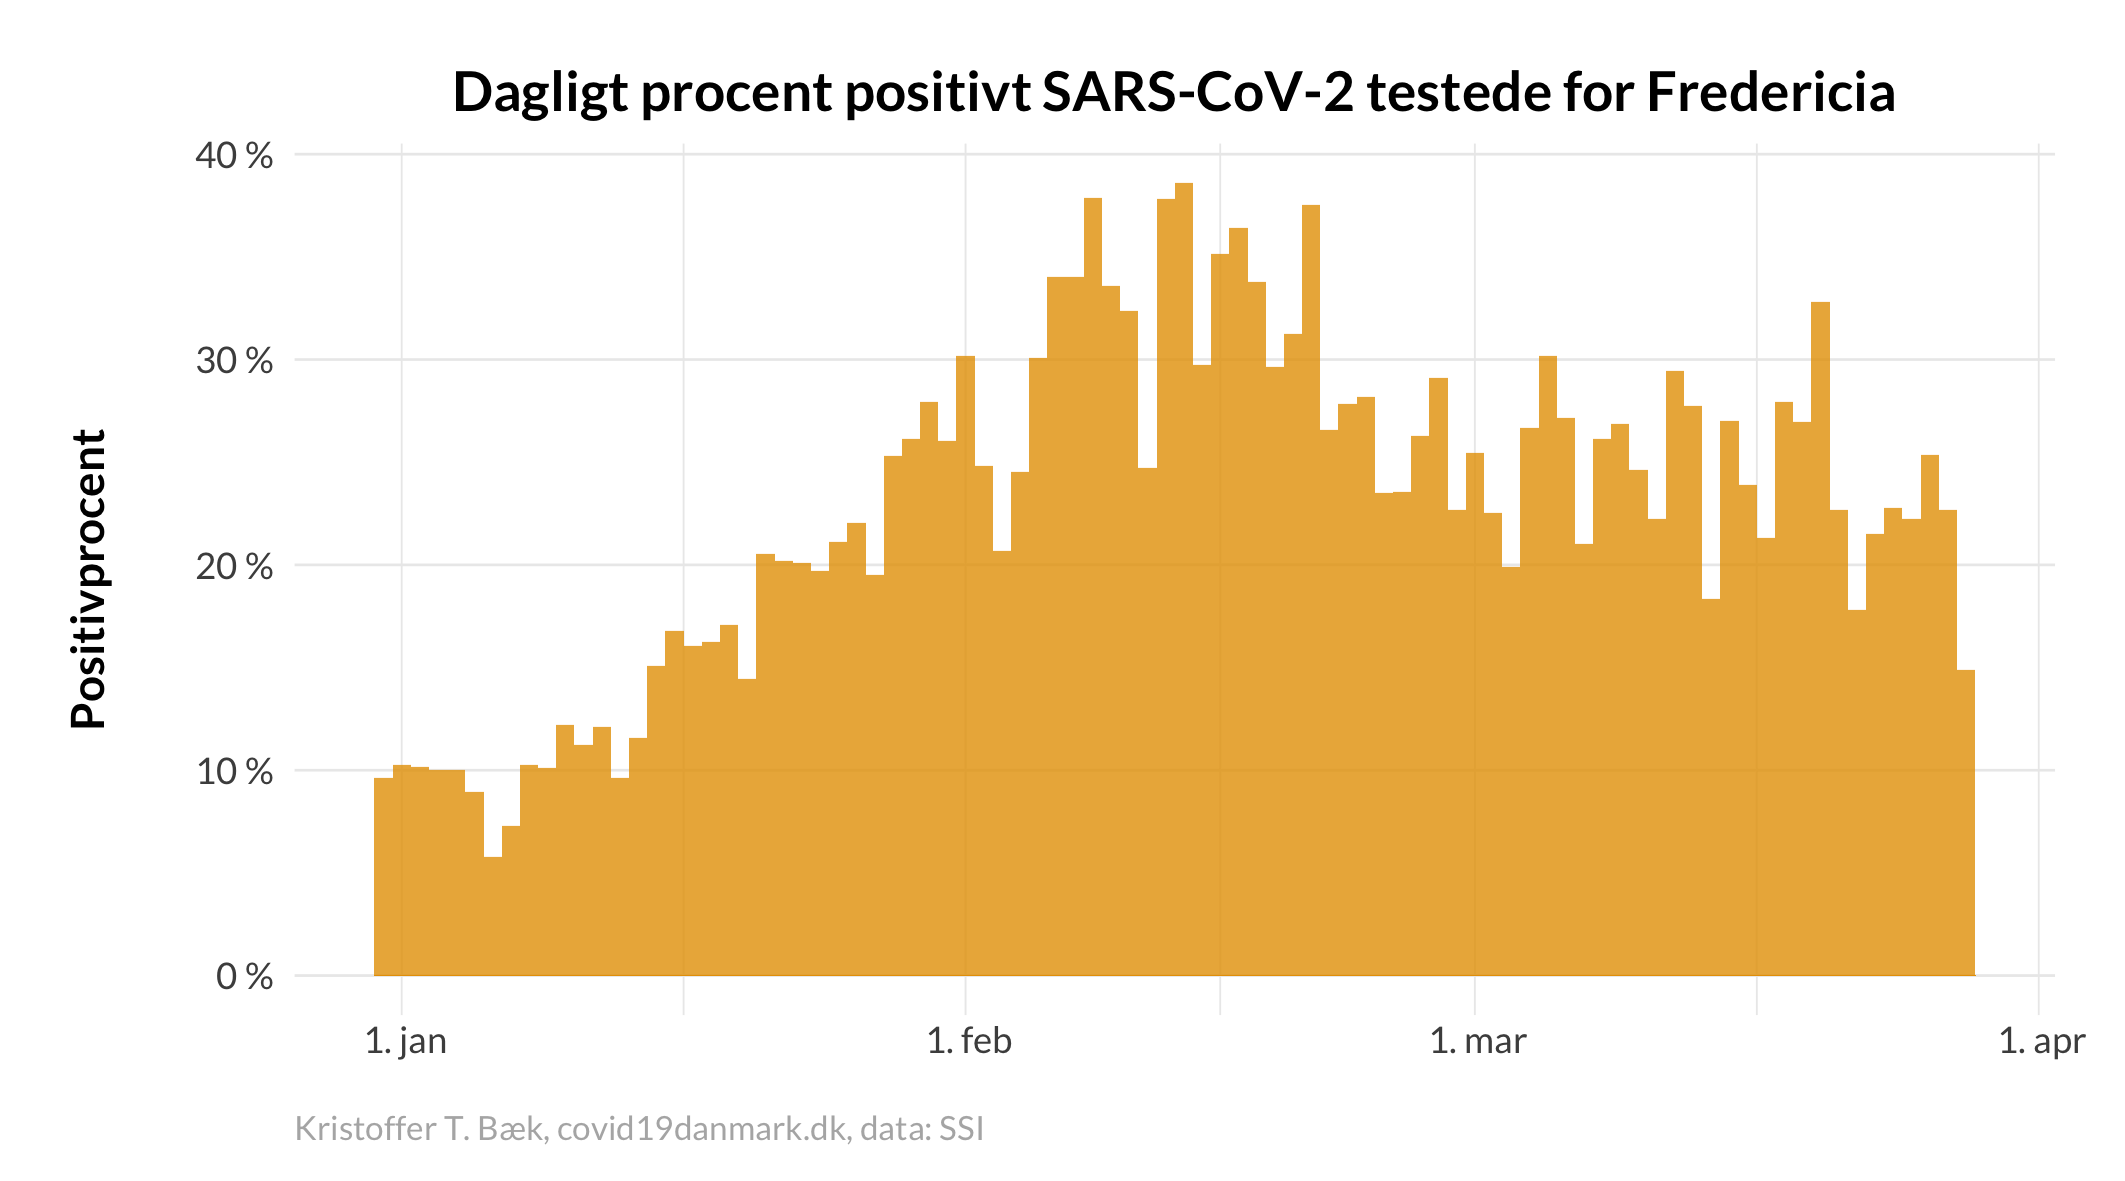 Dagligt procent positivt SARS-CoV-2 testede for Fredericia
Positivprocent
40 %
30 %
20 %
10 %
0 %
1. jan
1. feb
1. mar
1. apr
Kristoffer T. Bæk, covid19danmark.dk, data: SSI